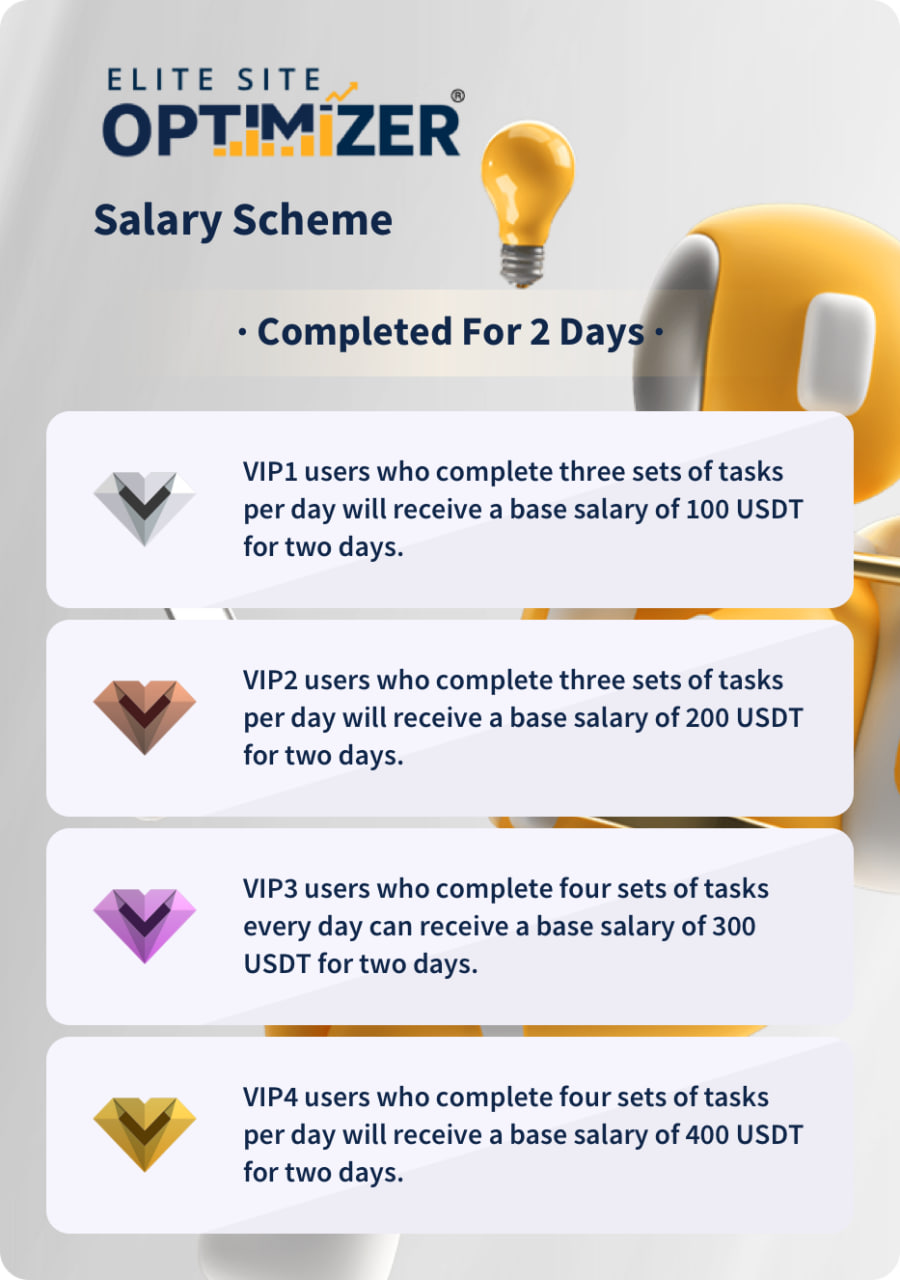 ELITE SITE
OPTIMIZER®
Salary Scheme
· Completed For 2 Days ·
VIP1 users who complete three sets of tasks
per day will receive a base salary of 100 USDT
for two days.
VIP2 users who complete three sets of tasks
per day will receive a base salary of 200 USDT
for two days.
VIP3 users who complete four sets of tasks
every day can receive a base salary of 300
USDT for two days.
VIP4 users who complete four sets of tasks
per day will receive a base salary of 400 USDT
for two days.